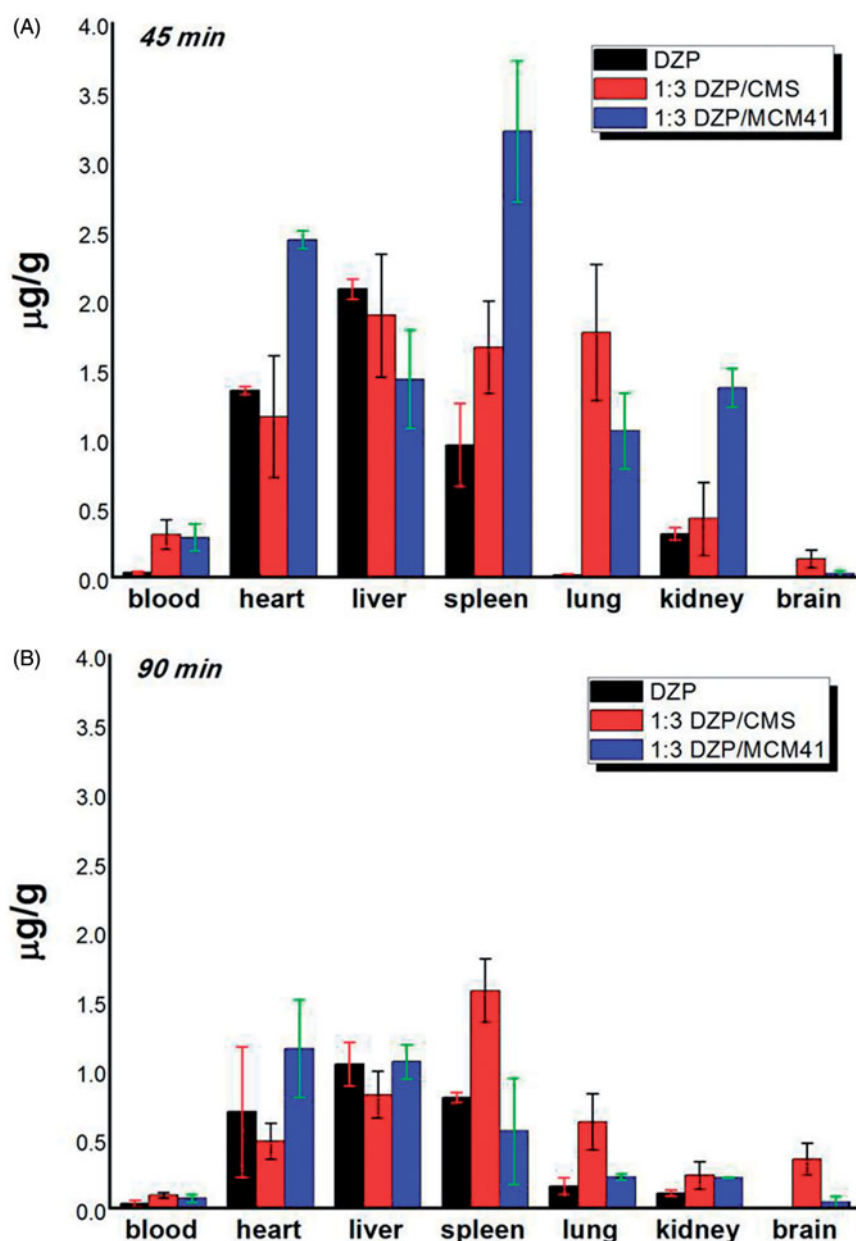 (A)
45 min
DZP
1:3 DZP/CMS
1:3 DZP/MCM41
4.0
3.5
3.0
2.5
2.0
1.5
1.0
0.5
0.0
µg/g
blood heart liver spleen lung kidney brain
(B)
90 min
DZP
1:3 DZP/CMS
1:3 DZP/MCM41
4.0
3.5
3.0
2.5
2.0
1.5
1.0
0.5
0.0
µg/g
blood heart liver spleen lung kidney brain